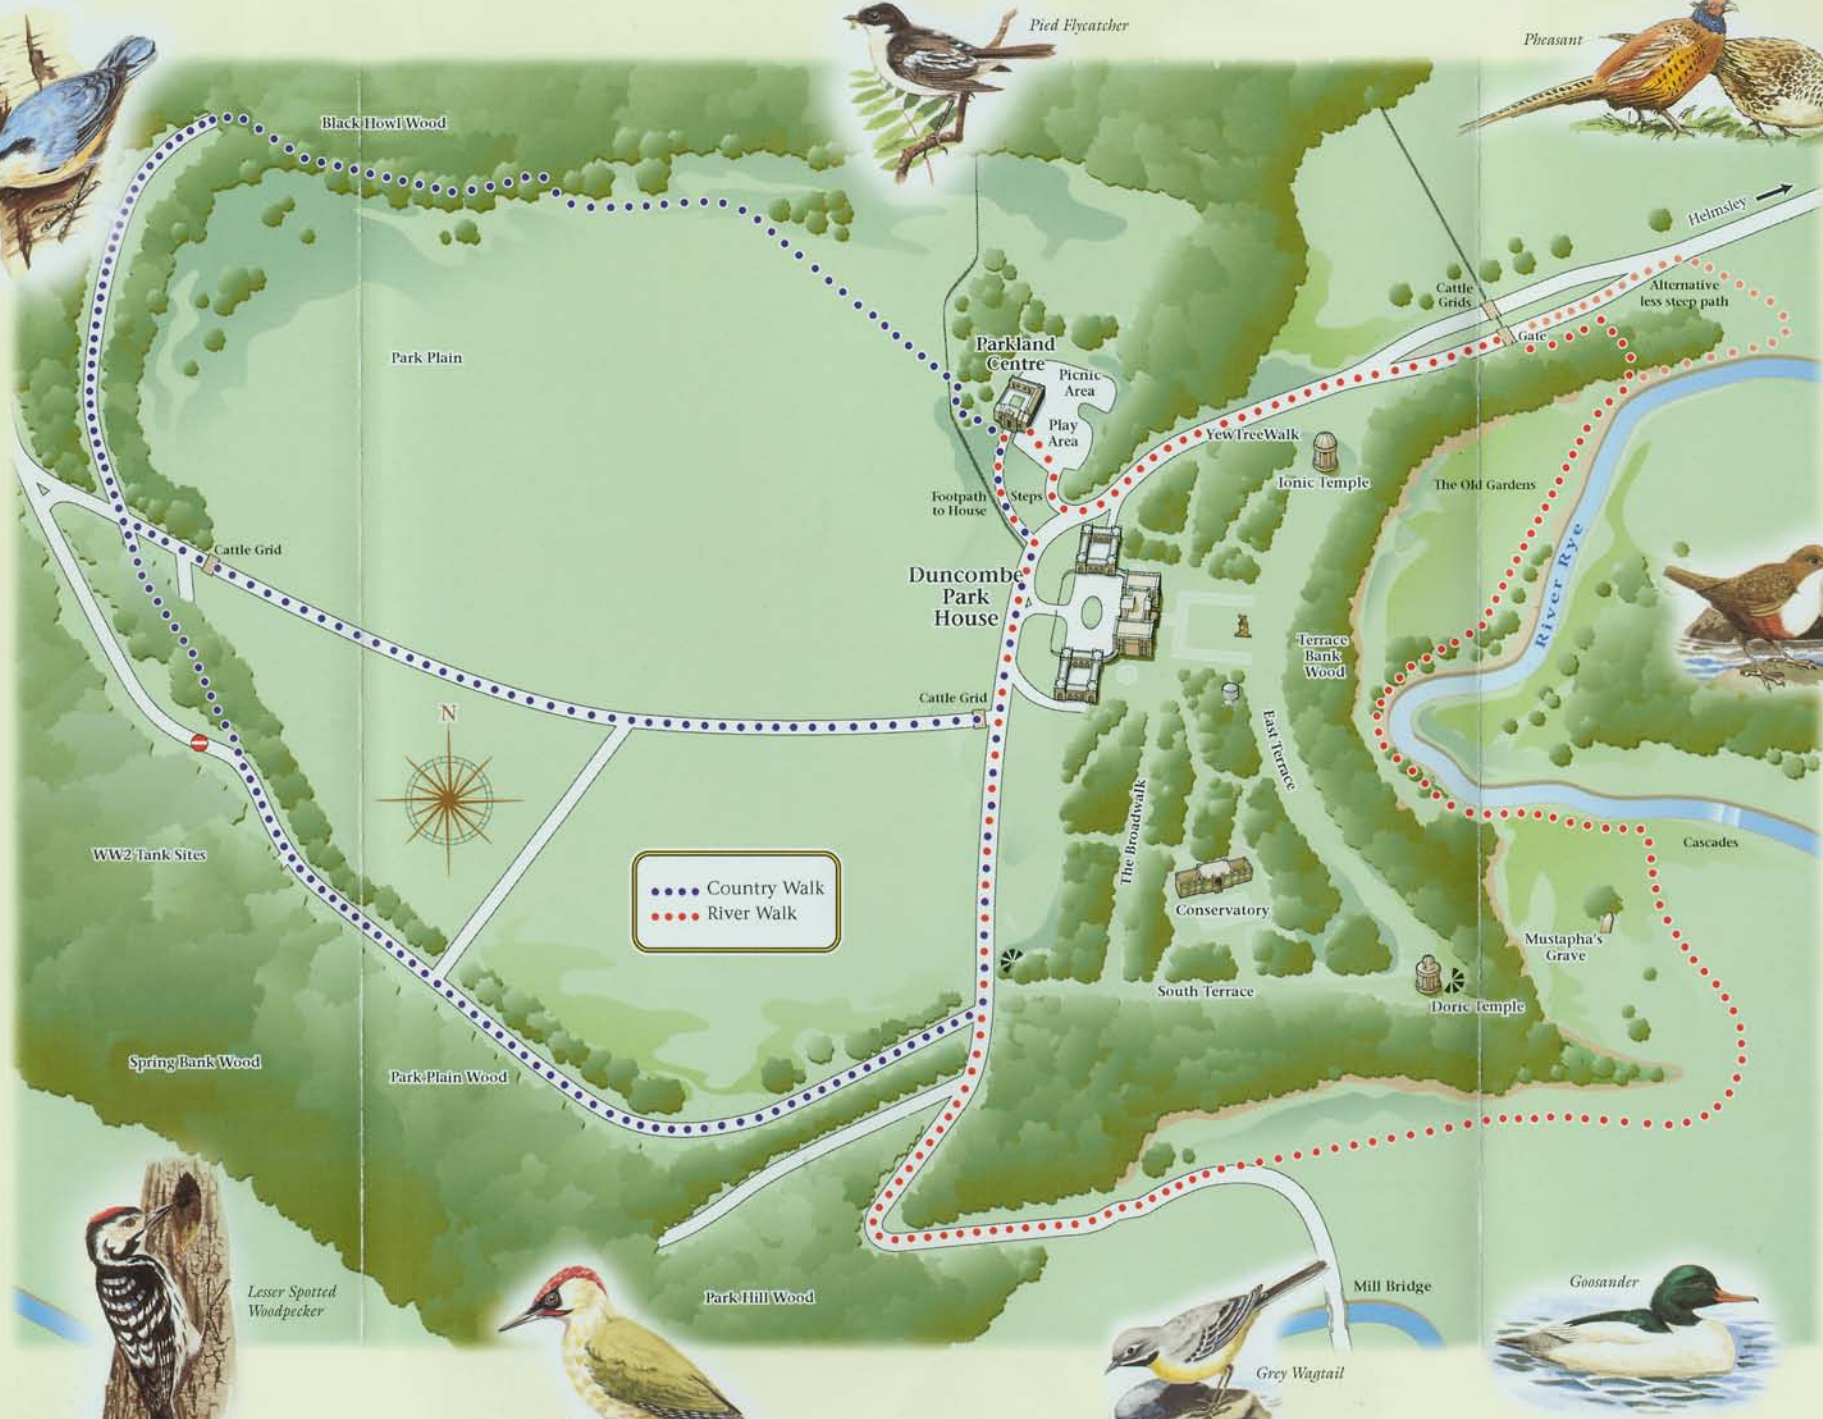 Pied Flycatcher
Pheasant
Black Howl Wood
Helmsley
Cattle
Grids
Alternative
less steep path
Gate
Parkland
Centre
Picnic
Area
Play
Area
Park Plain
YewTreeWalk
Ionic Temple
The Old Gardens
Footpath
to House
Steps
River Rye
Cattle Grid
Duncombe
Park
House
Terrace
Bank
Wood
Cattle Grid
N
East Terrace
The Broadwalk
WW2 Tank Sites
Cascades
Country Walk
River Walk
Conservatory
Mustapha's
Grave
South Terrace
Doric Temple
Spring Bank Wood
Park Plain Wood
Lesser Spotted
Woodpecker
Park Hill Wood
Mill Bridge
Goosander
Grey Wagtail